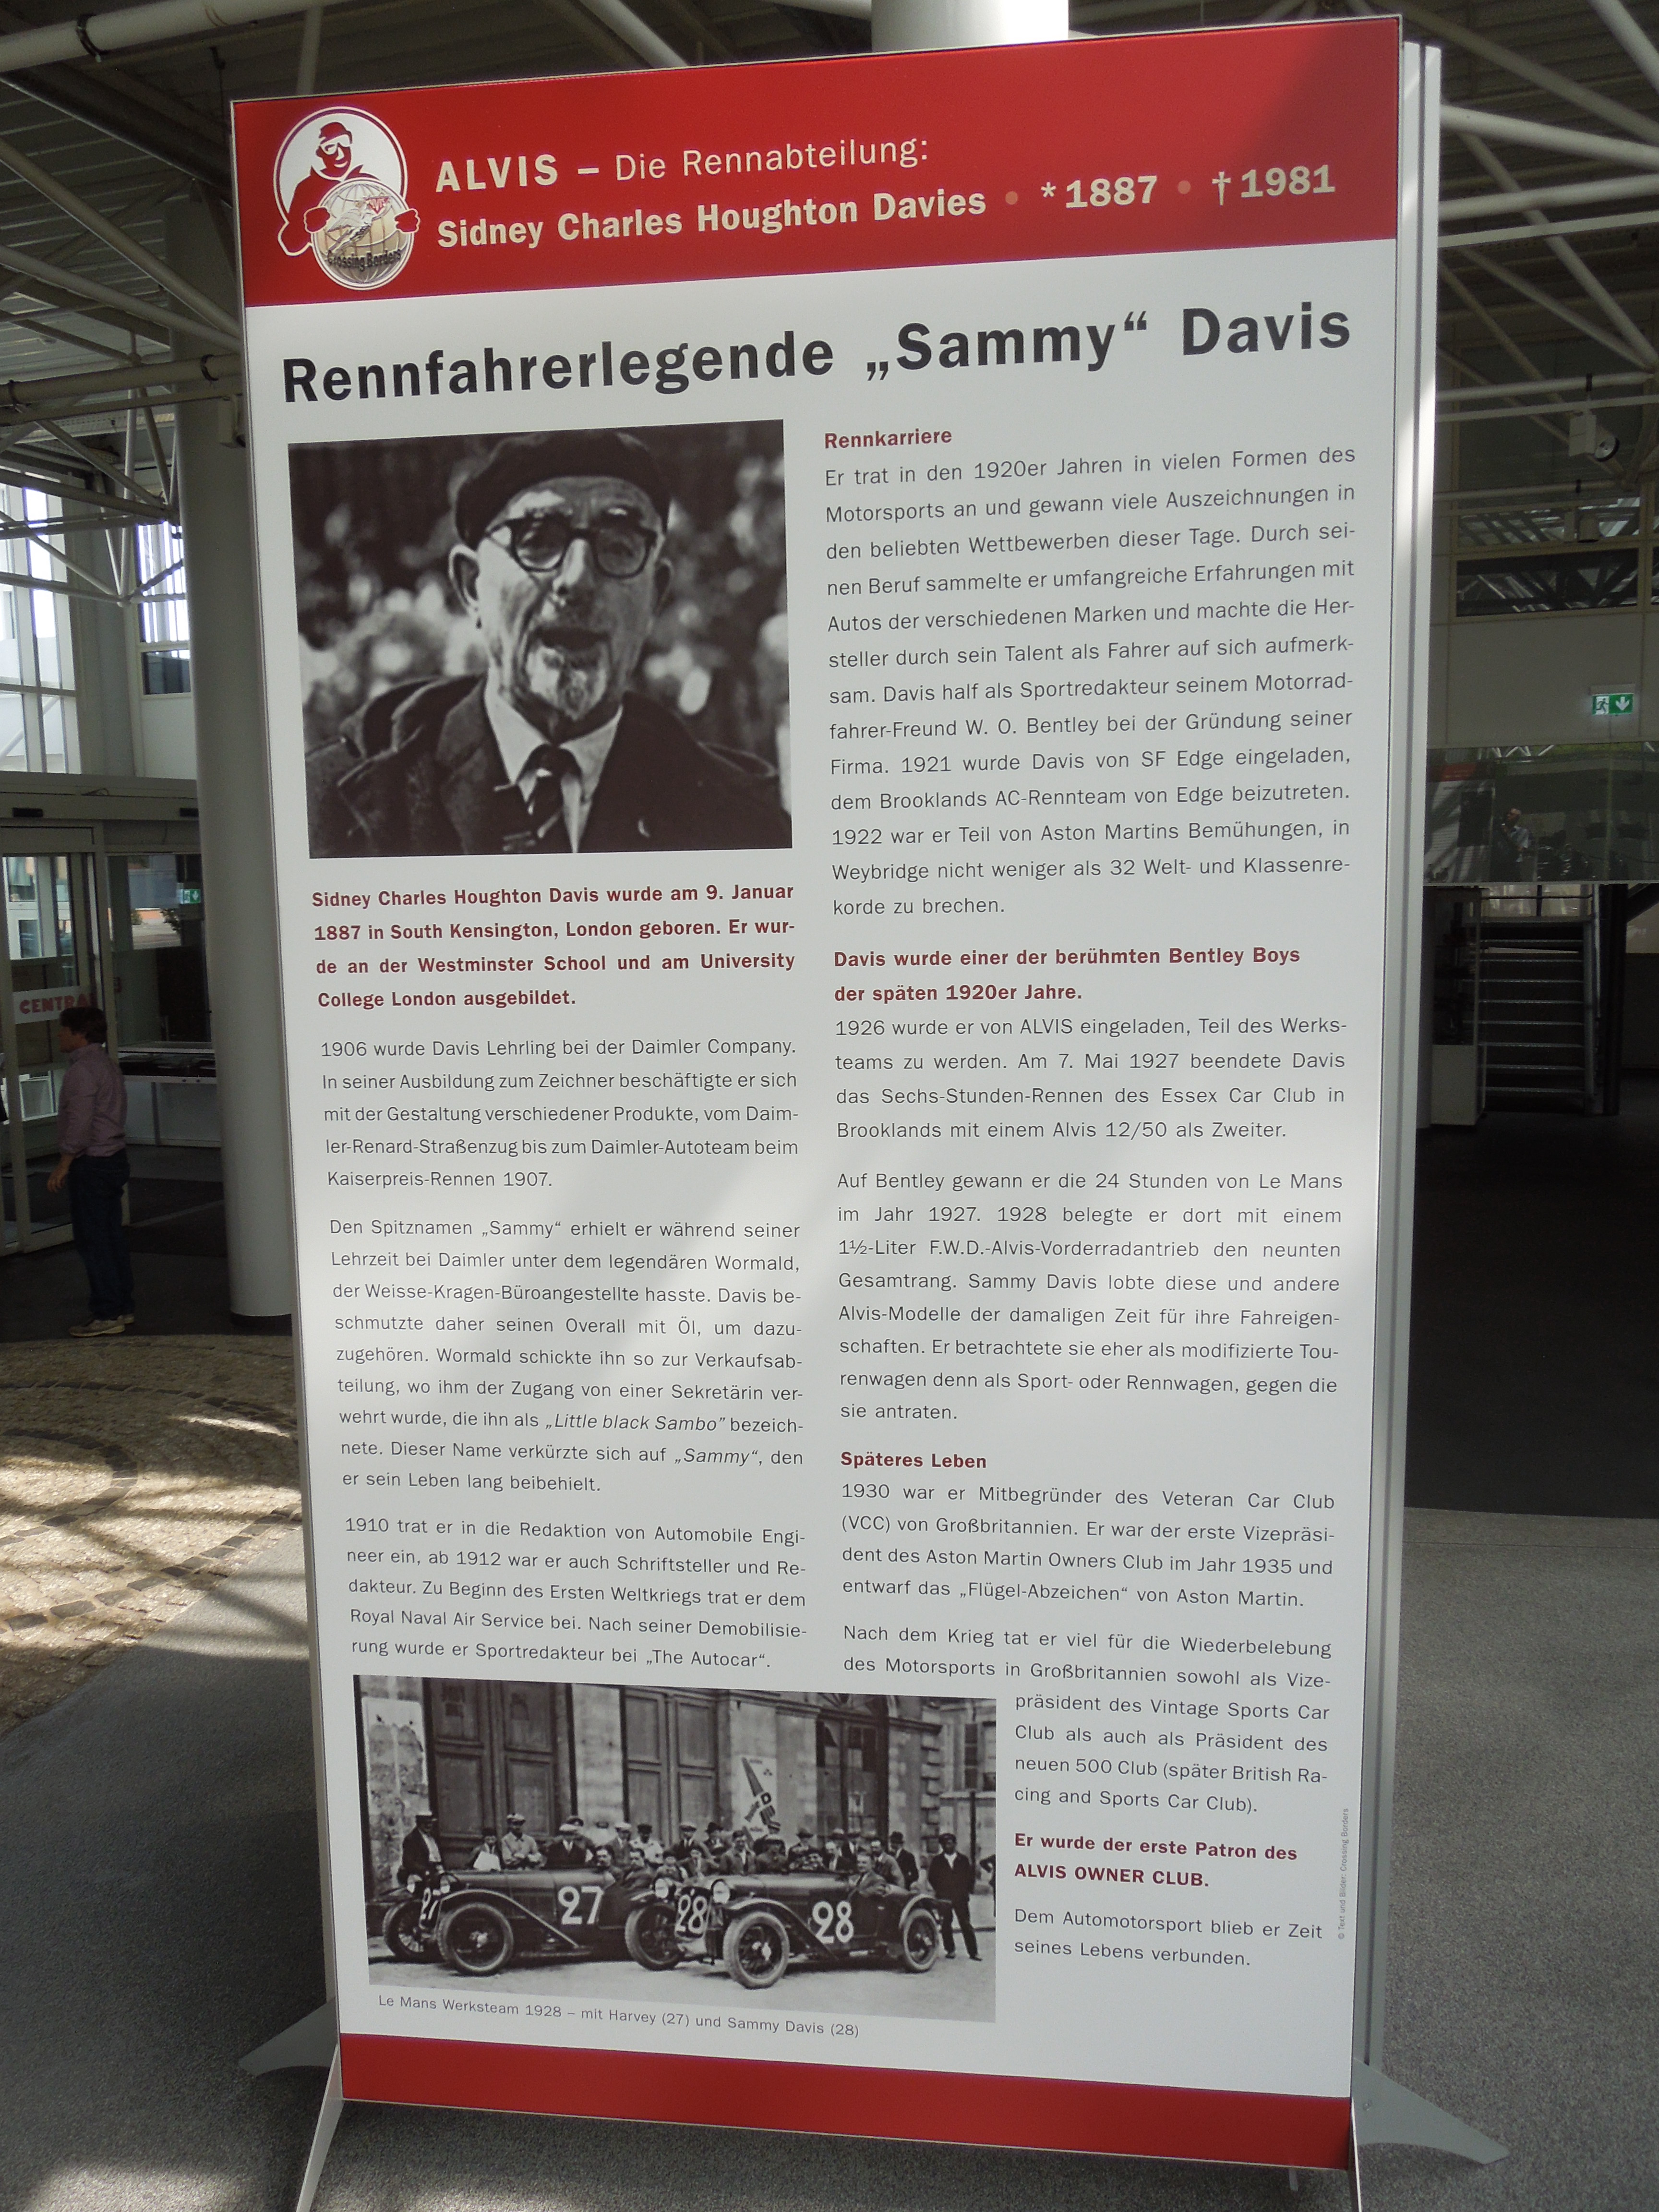 ALVIS – Die Rennabteilung:
Sidney Charles Houghton Davies • * 1887 • † 1981
Crossing Borders
Rennfahrerlegende „Sammy“ Davis
Sidney Charles Houghton Davis wurde am 9. Januar
1887 in South Kensington, London geboren. Er wur-
de an der Westminster School und am University
College London ausgebildet.
1906 wurde Davis Lehrling bei der Daimler Company.
In seiner Ausbildung zum Zeichner beschäftigte er sich
mit der Gestaltung verschiedener Produkte, vom Daim-
ler-Renard-Straßenzug bis zum Daimler-Autoteam beim
Kaiserpreis-Rennen 1907.
Den Spitznamen „Sammy“ erhielt er während seiner
Lehrzeit bei Daimler unter dem legendären Wormald,
der Weisse-Kragen-Büroangestellte hasste. Davis be-
schmutzte daher seinen Overall mit Öl, um dazu-
zugehören. Wormald schickte ihn so zur Verkaufsab-
teilung, wo ihm der Zugang von einer Sekretärin ver-
wehrt wurde, die ihn als „Little black Sambo” bezeich-
nete. Dieser Name verkürzte sich auf „Sammy“, den
er sein Leben lang beibehielt.
1910 trat er in die Redaktion von Automobile Engi-
neer ein, ab 1912 war er auch Schriftsteller und Re-
dakteur. Zu Beginn des Ersten Weltkriegs trat er dem
Royal Naval Air Service bei. Nach seiner Demobilisie-
rung wurde er Sportredakteur bei „The Autocar“.
27
27
28
28
Le Mans Werksteam 1928 – mit Harvey (27) und Sammy Davis (28)
Rennkarriere
Er trat in den 1920er Jahren in vielen Formen des
Motorsports an und gewann viele Auszeichnungen in
den beliebten Wettbewerben dieser Tage. Durch sei-
nen Beruf sammelte er umfangreiche Erfahrungen mit
Autos der verschiedenen Marken und machte die Her-
steller durch sein Talent als Fahrer auf sich aufmerk-
sam. Davis half als Sportredakteur seinem Motorrad-
fahrer-Freund W. O. Bentley bei der Gründung seiner
Firma. 1921 wurde Davis von SF Edge eingeladen,
dem Brooklands AC-Rennteam von Edge beizutreten.
1922 war er Teil von Aston Martins Bemühungen, in
Weybridge nicht weniger als 32 Welt- und Klassenre-
korde zu brechen.
Davis wurde einer der berühmten Bentley Boys
der späten 1920er Jahre.
1926 wurde er von ALVIS eingeladen, Teil des Werks-
teams zu werden. Am 7. Mai 1927 beendete Davis
das Sechs-Stunden-Rennen des Essex Car Club in
Brooklands mit einem Alvis 12/50 als Zweiter.
Auf Bentley gewann er die 24 Stunden von Le Mans
im Jahr 1927. 1928 belegte er dort mit einem
1½-Liter F.W.D.-Alvis-Vorderradantrieb den neunten
Gesamtrang. Sammy Davis lobte diese und andere
Alvis-Modelle der damaligen Zeit für ihre Fahreigen-
schaften. Er betrachtete sie eher als modifizierte Tou-
renwagen denn als Sport- oder Rennwagen, gegen die
sie antraten.
Späteres Leben
1930 war er Mitbegründer des Veteran Car Club
(VCC) von Großbritannien. Er war der erste Vizepräsi-
dent des Aston Martin Owners Club im Jahr 1935 und
entwarf das „Flügel-Abzeichen“ von Aston Martin.
Nach dem Krieg tat er viel für die Wiederbelebung
des Motorsports in Großbritannien sowohl als Vize-
präsident des Vintage Sports Car
Club als auch als Präsident des
neuen 500 Club (später British Ra-
cing and Sports Car Club).
Er wurde der erste Patron des
ALVIS OWNER CLUB.
Dem Automotorsport blieb er Zeit
seines Lebens verbunden.
© Text und Bilder: Crossing Borders